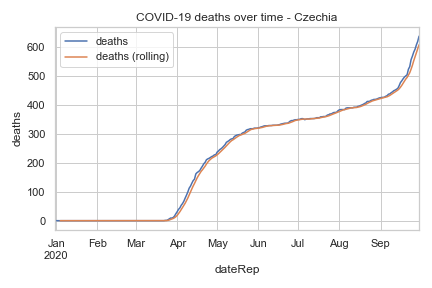 COVID-19 deaths over time - Czechia
deaths
deaths (rolling)
600
500
400
300
200
100
0
deaths
Jan Feb Mar Apr May Jun Jul Aug Sep
2020
dateRep